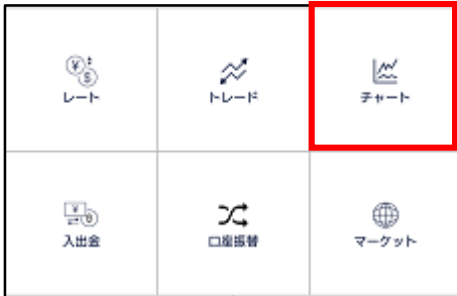 レート
トレード
チャート
入出金
口座振替
マーケット